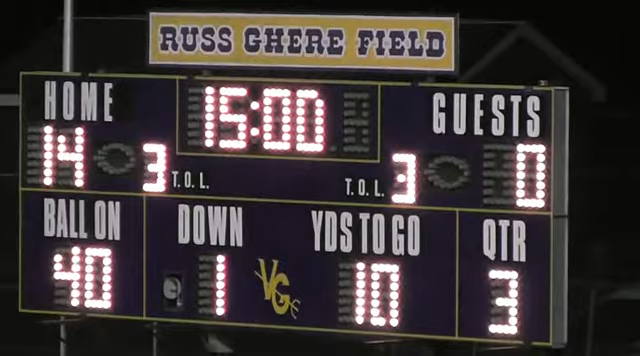 RUSS GHERE FIELD
HOME 15:00 GUESTS
14 3 T.O.L. T.O.L. 3 0
BALL ON DOWN YDS TO GO QTR
40 1 VG 10 3